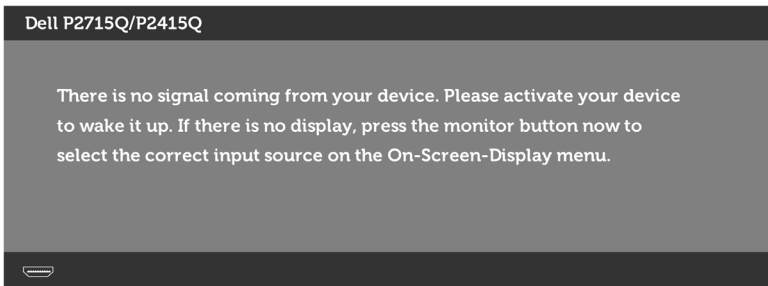 Dell P2715Q/P2415Q
There is no signal coming from your device. Please activate your device
to wake it up. If there is no display, press the monitor button now to
select the correct input source on the On-Screen-Display menu.